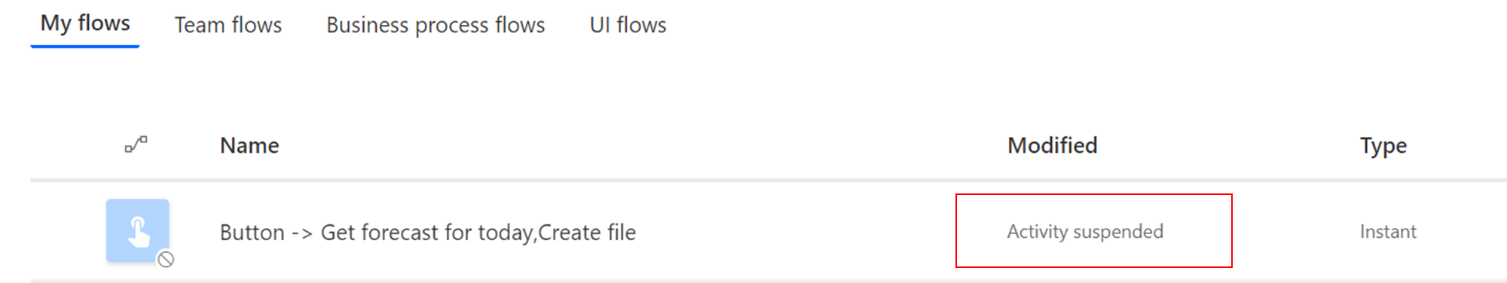 My flows Team flows Business process flows UI flows
Name Modified Type
Button -> Get forecast for today,Create file Activity suspended Instant